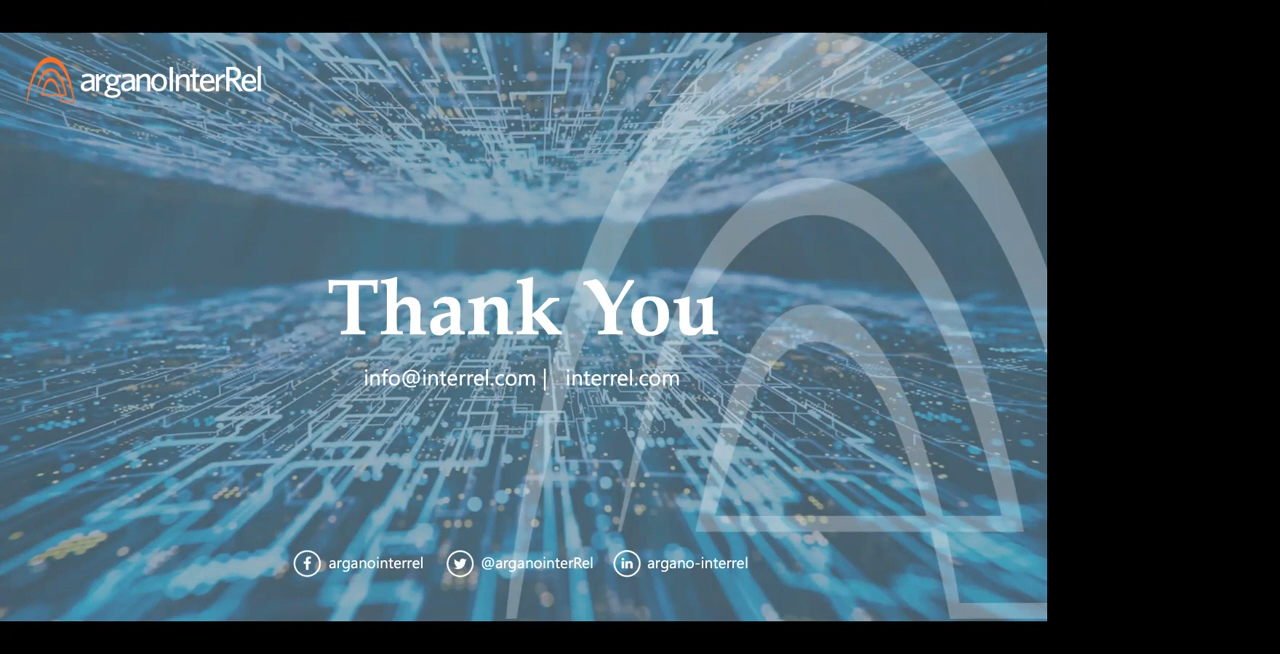 arganoInterRel
Thank You
info@interrel.com | interrel.com
arganointerrel @arganointerRel argano-interrel